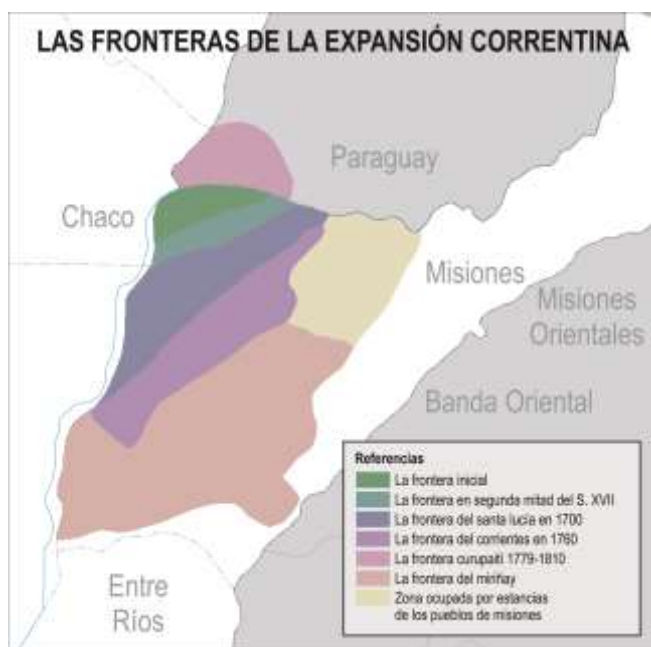 LAS FRONTERAS DE LA EXPANSIÓN CORRENTINA
Paraguay
Chaco
Misiones
Misiones
Orientales
Banda Oriental
Entre
Ríos
Referencias
La frontera inicial
La frontera en segunda mitad del S. XVII
La frontera del santa lucía en 1700
La frontera del corrientes en 1760
La frontera curupaití 1779-1810
La frontera del miriñay
Zona ocupada por estancias
de los pueblos de misiones